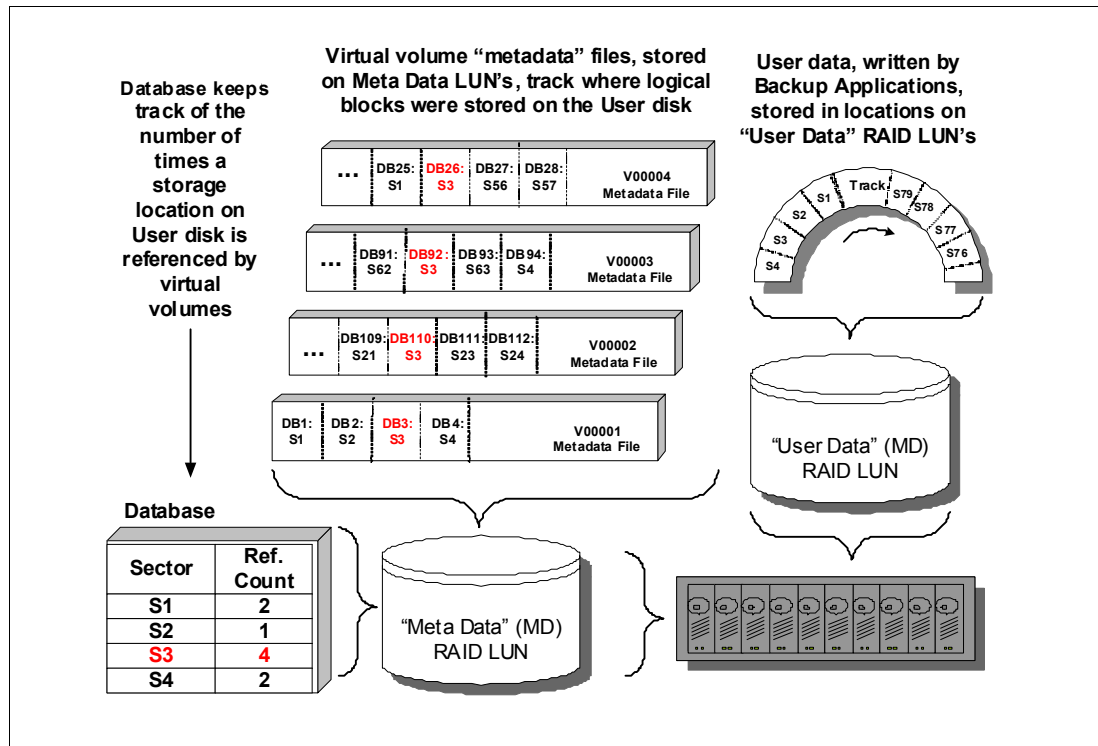 Database keeps
track of the
number of
times a
storage
location on
User disk is
referenced by
virtual
volumes
Virtual volume “metadata” files, stored
on Meta Data LUN’s, track where logical
blocks were stored on the User disk
User data, written by
Backup Applications,
stored in locations on
“User Data” RAID LUN’s
... DB25: DB26: DB27: DB28:
S1 S3 S56 S57
V00004
Metadata File
... DB91: DB92: DB93: DB94:
S62 S3 S63 S4
V00003
Metadata File
... DB109: DB110: DB111: DB112:
S21 S3 S23 S24
V00002
Metadata File
DB1: DB2: DB3: DB4:
S1 S2 S3 S4
V00001
Metadata File
S4 S3 S2 S1 Track S79 S78 S77 S76
“User Data” (MD)
RAID LUN
Database
Sector Ref. Count
S1 2
S2 1
S3 4
S4 2
“Meta Data” (MD)
RAID LUN